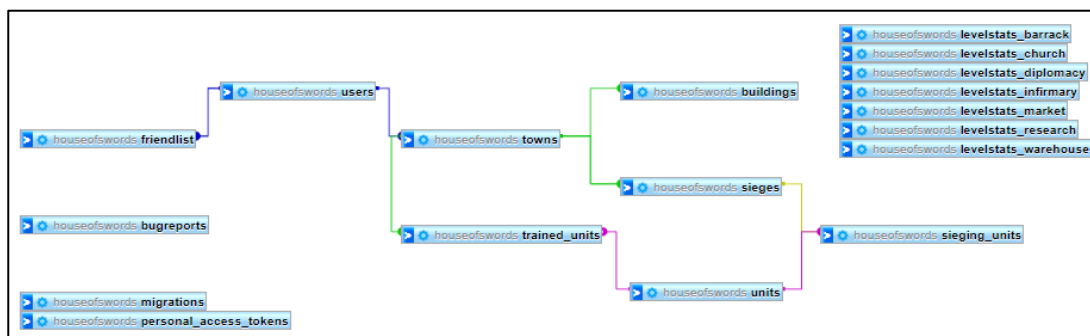 houseofswords levelstats_barrack
houseofswords levelstats_church
houseofswords levelstats_diplomacy
houseofswords levelstats_infirmary
houseofswords levelstats_market
houseofswords levelstats_research
houseofswords levelstats_warehouse
houseofswords users
houseofswords buildings
houseofswords friendlist
houseofswords towns
houseofswords sieges
houseofswords bugreports
houseofswords trained_units
houseofswords sieging_units
houseofswords units
houseofswords migrations
houseofswords personal_access_tokens